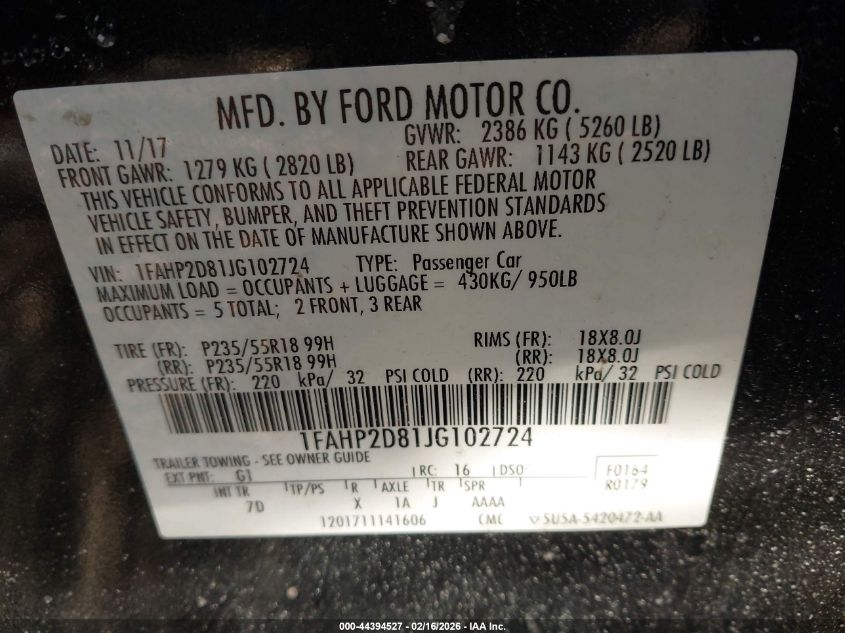 MFD. BY FORD MOTOR CO.
DATE: 11/17 GVWR: 2386 KG ( 5260 LB)
FRONT GAWR: 1279 KG ( 2820 LB) REAR GAWR: 1143 KG ( 2520 LB)
THIS VEHICLE CONFORMS TO ALL APPLICABLE FEDERAL MOTOR
VEHICLE SAFETY, BUMPER, AND THEFT PREVENTION STANDARDS
IN EFFECT ON THE DATE OF MANUFACTURE SHOWN ABOVE.
VIN: 1FAHP2D81JG102724 TYPE: Passenger Car
MAXIMUM LOAD = OCCUPANTS + LUGGAGE = 430KG/ 950LB
OCCUPANTS = 5 TOTAL; 2 FRONT, 3 REAR
TIRE (FR): P235/55R18 99H RIMS (FR): 18X8.0J
(RR): P235/55R18 99H (RR): 18X8.0J
PRESSURE (FR): 220 kPa/ 32 PSI COLD (RR): 220 kPa/ 32 PSI COLD
1FAHP2D81JG102724
TRAILER TOWING - SEE OWNER GUIDE
EXT PNT: G1 RC: 16 DSO F0164
INT TR TP/PS R AXLE TR SPR R0179
7D X 1A J AAAA
1201711141606 CMC 5U5A-5420472-AA
000-44394527 - 02/16/2026 - IAA Inc.